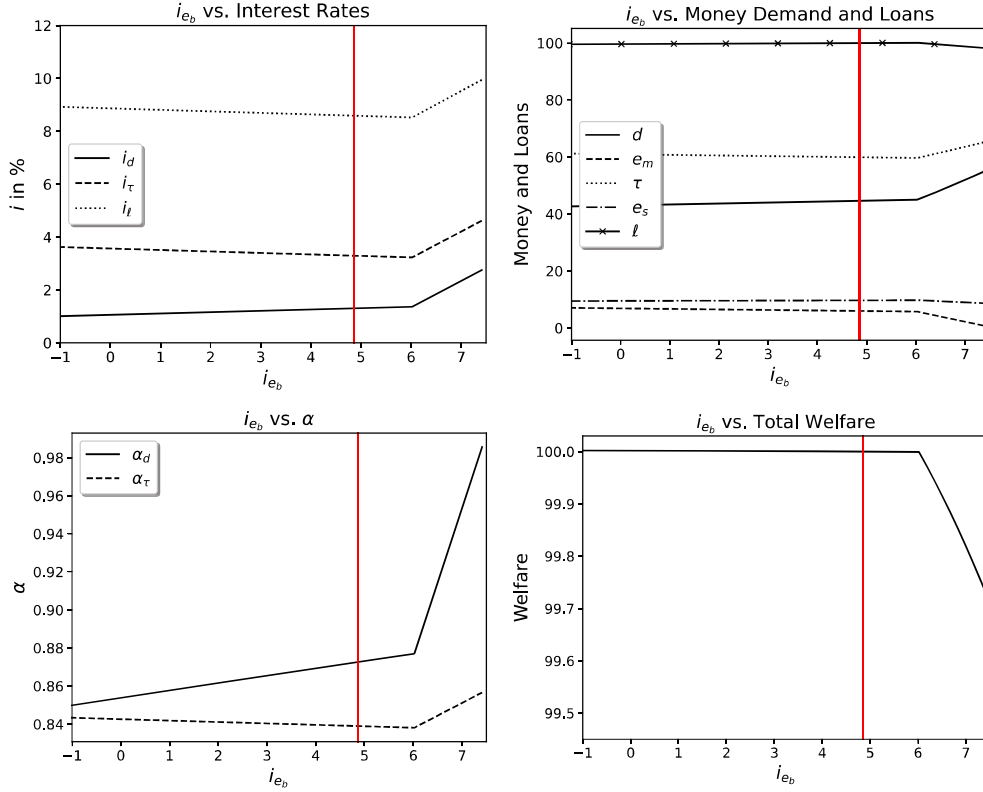 i_{e_b} vs. Interest Rates
12
10
8
6
4
2
0
i in %
i_d
i_τ
i_ℓ
−1 0 1 2 3 4 5 6 7
i_{e_b}
i_{e_b} vs. Money Demand and Loans
100
80
60
40
20
0
Money and Loans
d
e_m
τ
e_s
ℓ
−1 0 1 2 3 4 5 6 7
i_{e_b}
i_{e_b} vs. α
0.98
0.96
0.94
0.92
0.90
0.88
0.86
0.84
α
α_d
α_τ
−1 0 1 2 3 4 5 6 7
i_{e_b}
i_{e_b} vs. Total Welfare
100.0
99.9
99.8
99.7
99.6
99.5
Welfare
−1 0 1 2 3 4 5 6 7
i_{e_b}